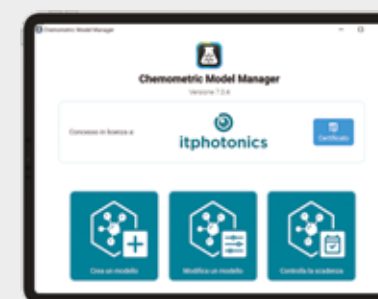 Chemometric Model Manager
Chemometric Model Manager
Versione 7.0.4
Concesso in licenza a:
itphotonics
Certificato
Crea un modello
Modifica un modello
Controlla la scadenza